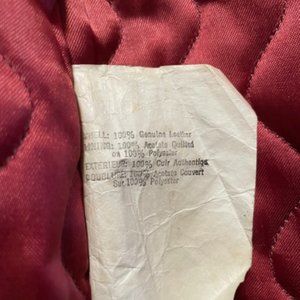 SHELL: 100% Genuine Leather
LINING: 100% Acetate Quilted
on 100% Polyester
EXTERIEUR: 100% Cuir Authentiqe
DOUBLURE: 100% Acetate Couvert
Sur 100% Polyester